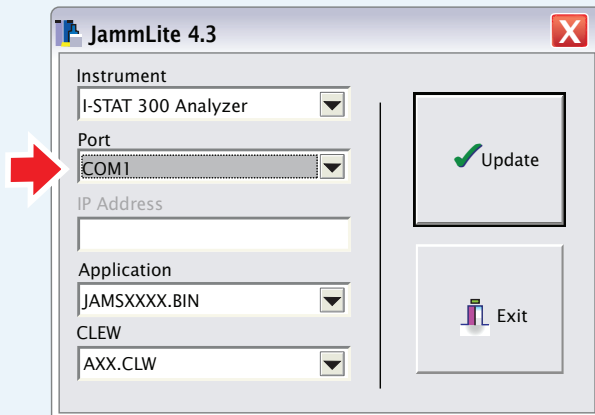 JammLite 4.3
Instrument
I-STAT 300 Analyzer
Port
COM1
IP Address
Application
JAMSXXXX.BIN
CLEW
AXX.CLW
Update
Exit